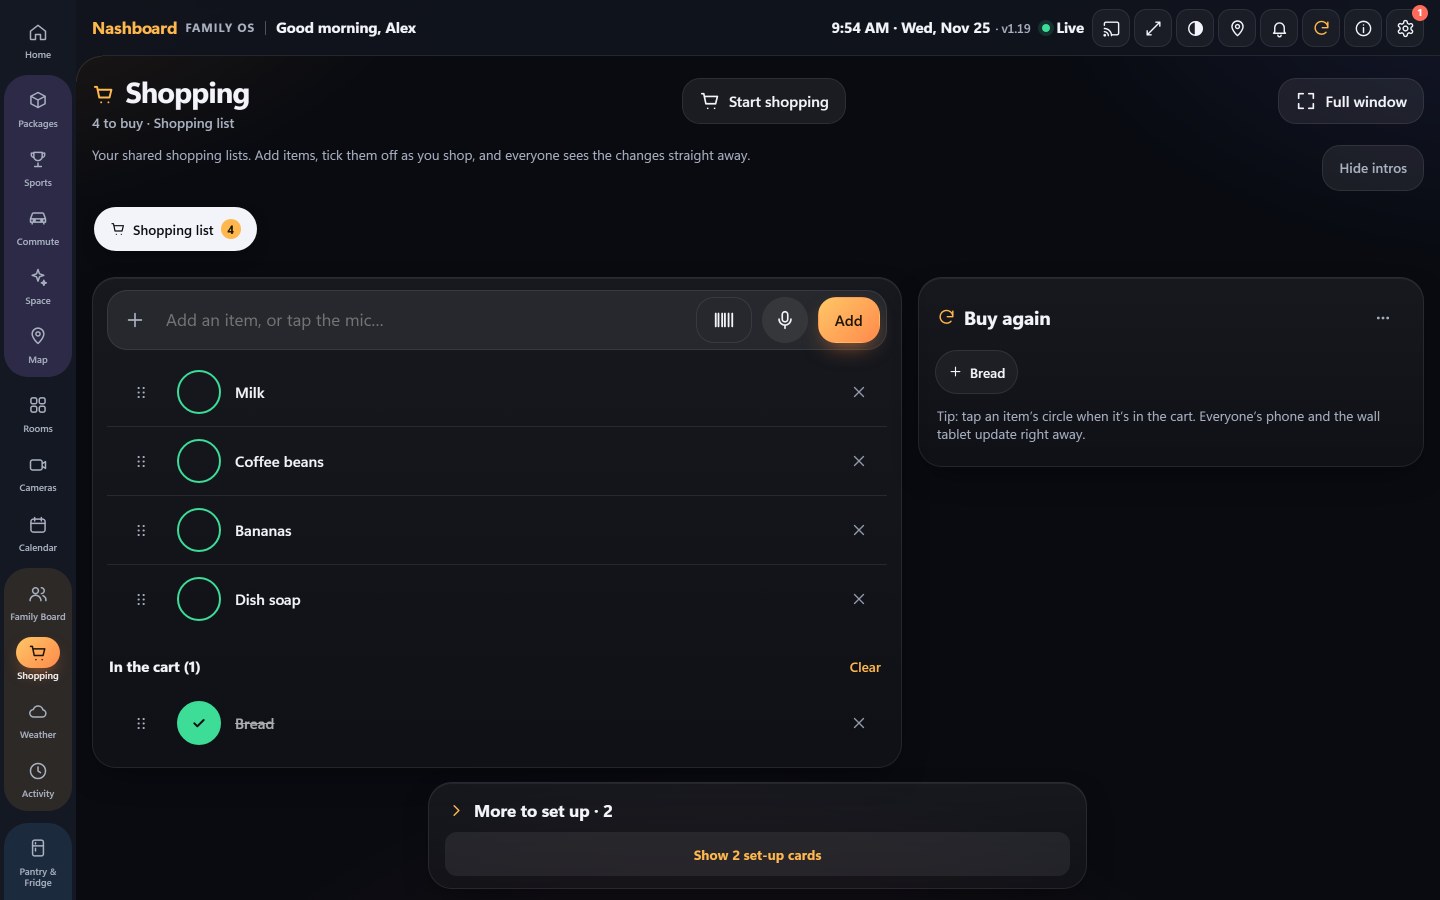 Nashboard FAMILY OS Good morning, Alex
9:54 AM · Wed, Nov 25 · v1.19 Live
1
Home
Packages
Sports
Commute
Space
Map
Rooms
Cameras
Calendar
Family Board
Shopping
Weather
Activity
Pantry &
Fridge
Shopping
4 to buy · Shopping list
Start shopping
Full window
Your shared shopping lists. Add items, tick them off as you shop, and everyone sees the changes straight away.
Hide intros
Shopping list 4
Add an item, or tap the mic...
Add
Milk
Coffee beans
Bananas
Dish soap
In the cart (1)
Clear
Bread
Buy again
Bread
Tip: tap an item's circle when it's in the cart. Everyone's phone and the wall
tablet update right away.
More to set up · 2
Show 2 set-up cards